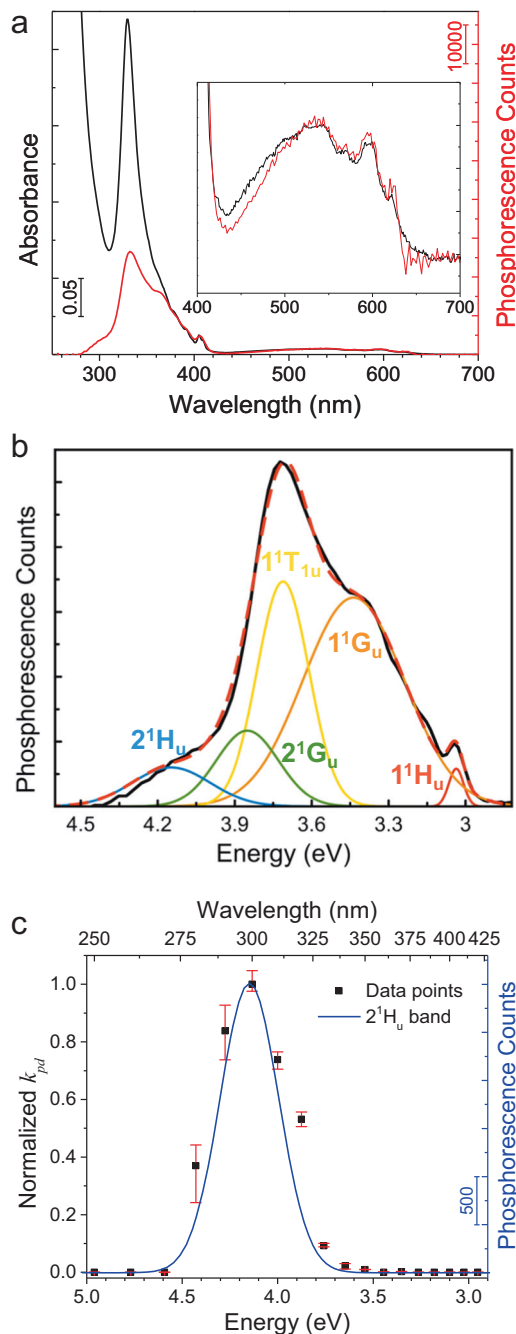 a
Absorbance
0.05
10000
Phosphorescence Counts
400 500 600 700
300 400 500 600 700
Wavelength (nm)
b
Phosphorescence Counts
1¹T₁ᵤ
1¹Gᵤ
2¹Hᵤ
2¹Gᵤ
1¹Hᵤ
4.5 4.2 3.9 3.6 3.3 3
Energy (eV)
c
Wavelength (nm)
250 275 300 325 350 375 400 425
Normalized k_pd
1.0
0.8
0.6
0.4
0.2
0.0
Data points
2¹Hᵤ band
500
Phosphorescence Counts
5.0 4.5 4.0 3.5 3.0
Energy (eV)